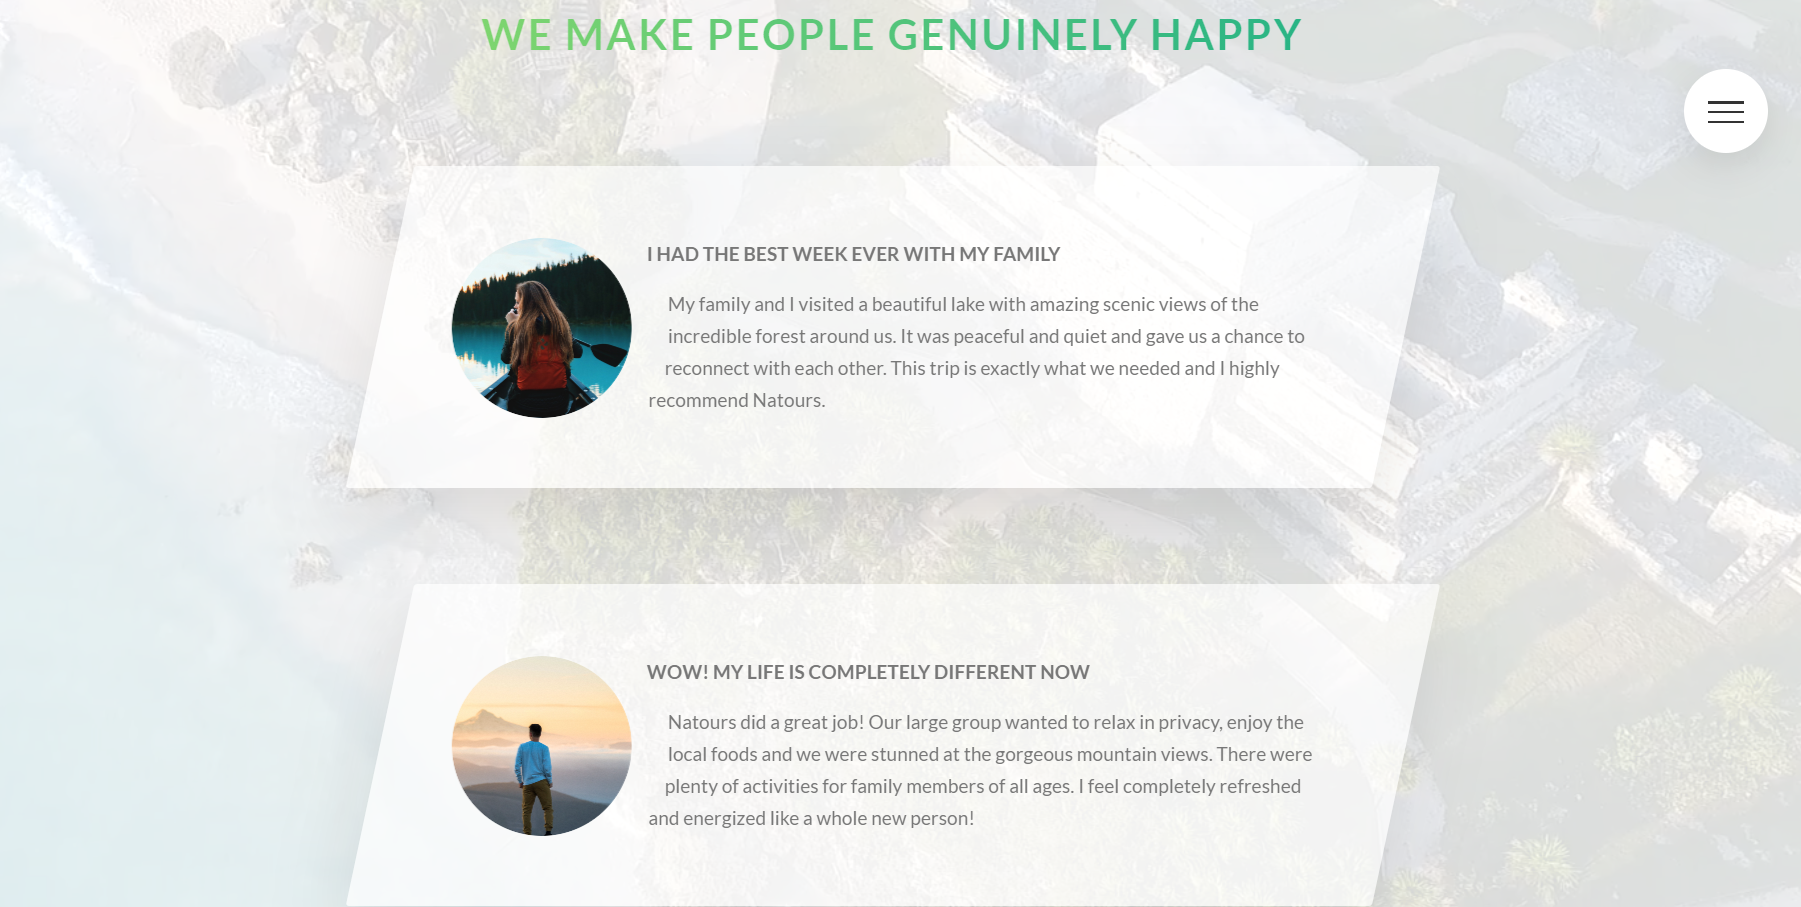 WE MAKE PEOPLE GENUINELY HAPPY
I HAD THE BEST WEEK EVER WITH MY FAMILY
My family and I visited a beautiful lake with amazing scenic views of the
incredible forest around us. It was peaceful and quiet and gave us a chance to
reconnect with each other. This trip is exactly what we needed and I highly
recommend Natours.
WOW! MY LIFE IS COMPLETELY DIFFERENT NOW
Natours did a great job! Our large group wanted to relax in privacy, enjoy the
local foods and we were stunned at the gorgeous mountain views. There were
plenty of activities for family members of all ages. I feel completely refreshed
and energized like a whole new person!